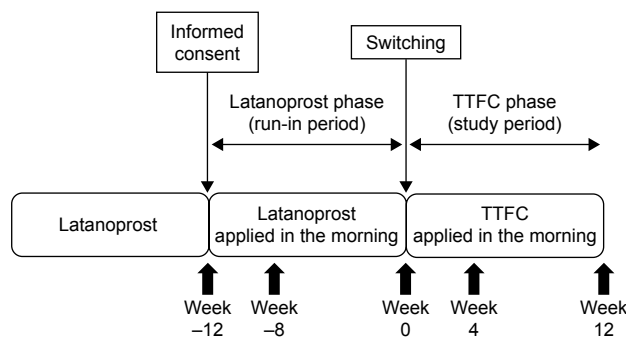 Informed
consent
Switching
Latanoprost phase
(run-in period)
TTFC phase
(study period)
Latanoprost
Latanoprost
applied in the morning
TTFC
applied in the morning
Week
–12
Week
–8
Week
0
Week
4
Week
12